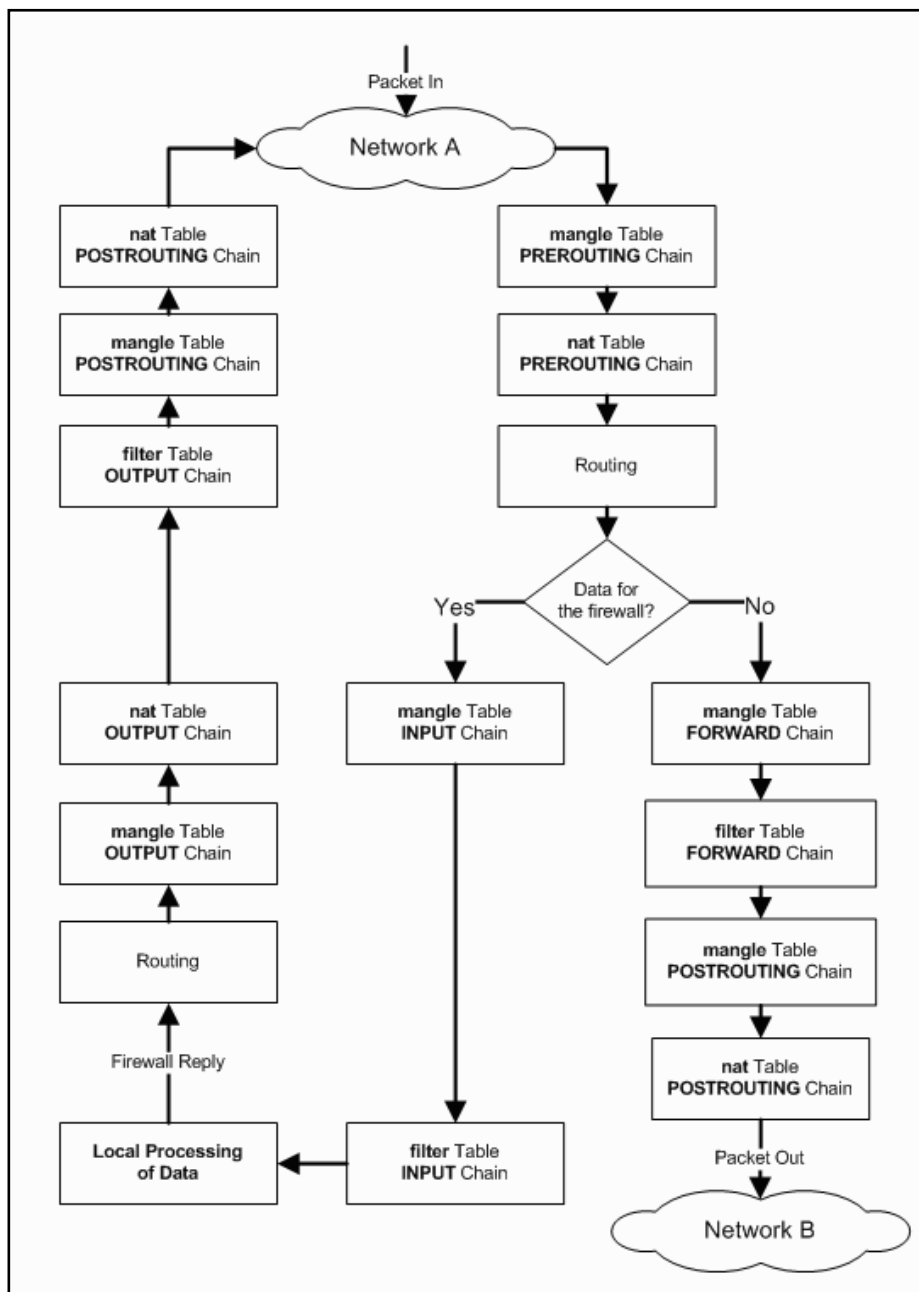 Packet In
Network A
nat Table
POSTROUTING Chain
mangle Table
PREROUTING Chain
mangle Table
POSTROUTING Chain
nat Table
PREROUTING Chain
filter Table
OUTPUT Chain
Routing
Data for
the firewall?
Yes
No
nat Table
OUTPUT Chain
mangle Table
INPUT Chain
mangle Table
FORWARD Chain
mangle Table
OUTPUT Chain
filter Table
FORWARD Chain
Routing
mangle Table
POSTROUTING Chain
Firewall Reply
nat Table
POSTROUTING Chain
Local Processing
of Data
filter Table
INPUT Chain
Packet Out
Network B